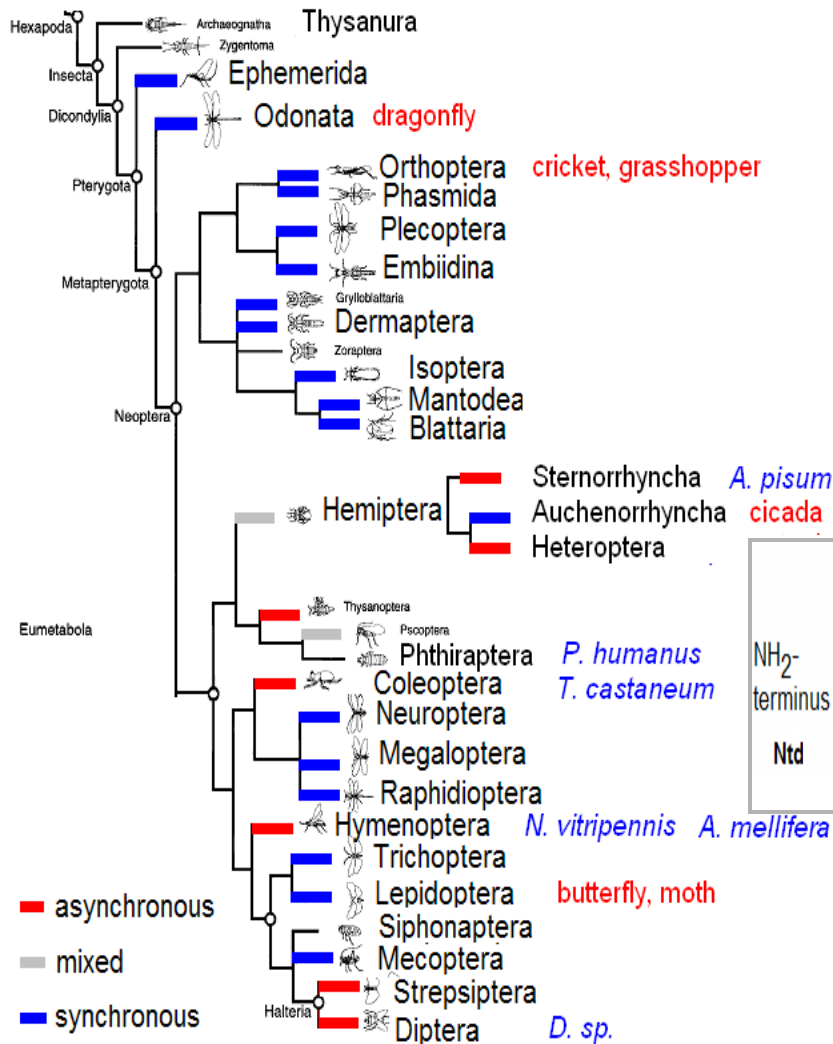 Hexapoda
Archaeognatha Thysanura
Zygentoma
Insecta
Ephemerida
Dicondylia
Odonata dragonfly
Orthoptera cricket, grasshopper
Pterygota
Phasmida
Plecoptera
Embiidina
Metapterygota
Grylloblattaria
Dermaptera
Zoraptera
Isoptera
Mantodea
Neoptera
Blattaria
Sternorrhyncha A. pisum
Hemiptera
Auchenorrhyncha cicada
Heteroptera
Thysanoptera
Eumetabola
Pscoptera
Phthiraptera P. humanus
Coleoptera T. castaneum
NH2-
terminus
Ntd
Neuroptera
Megaloptera
Raphidioptera
Hymenoptera N. vitripennis A. mellifera
Trichoptera
Lepidoptera butterfly, moth
asynchronous
Siphonaptera
mixed
Mecoptera
Strepsiptera
Halteria
synchronous
Diptera D. sp.